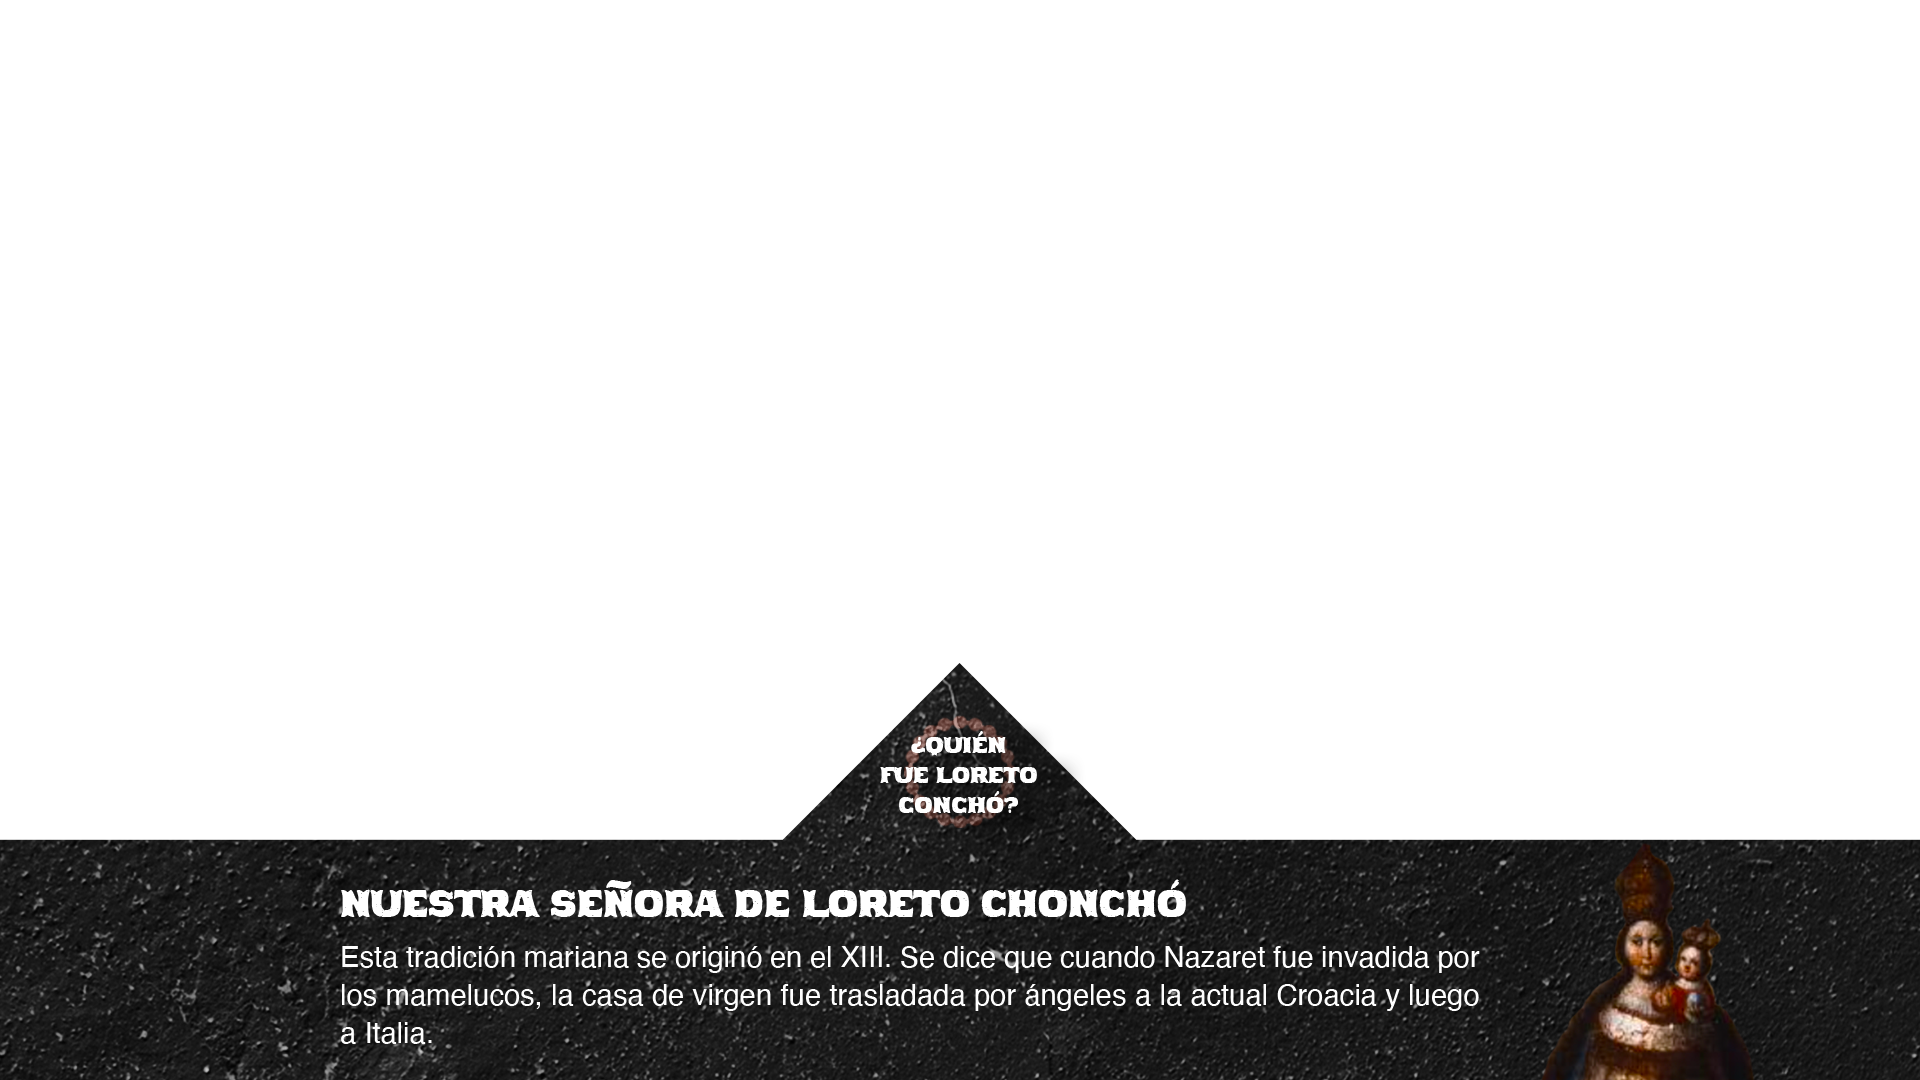 ¿QUIÉN
FUE LORETO
CONCHÓ?
NUESTRA SEÑORA DE LORETO CHONCHÓ
Esta tradición mariana se originó en el XIII. Se dice que cuando Nazaret fue invadida por
los mamelucos, la casa de virgen fue trasladada por ángeles a la actual Croacia y luego
a Italia.